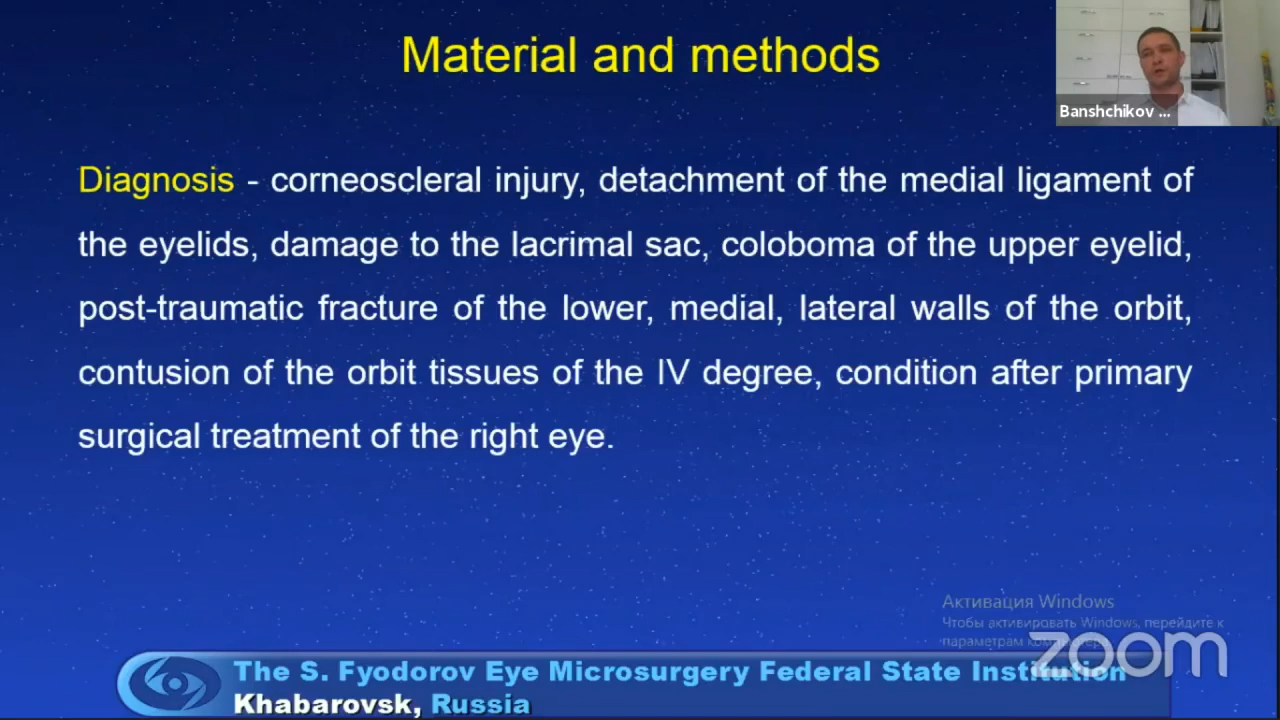 Material and methods
Banshchikov ...
Diagnosis - corneoscleral injury, detachment of the medial ligament of
the eyelids, damage to the lacrimal sac, coloboma of the upper eyelid,
post-traumatic fracture of the lower, medial, lateral walls of the orbit,
contusion of the orbit tissues of the IV degree, condition after primary
surgical treatment of the right eye.
Активация Windows
Чтобы активировать Windows, перейдите к
параметрам
zoom
The S. Fyodorov Eye Microsurgery Federal State Institution
Khabarovsk, Russia